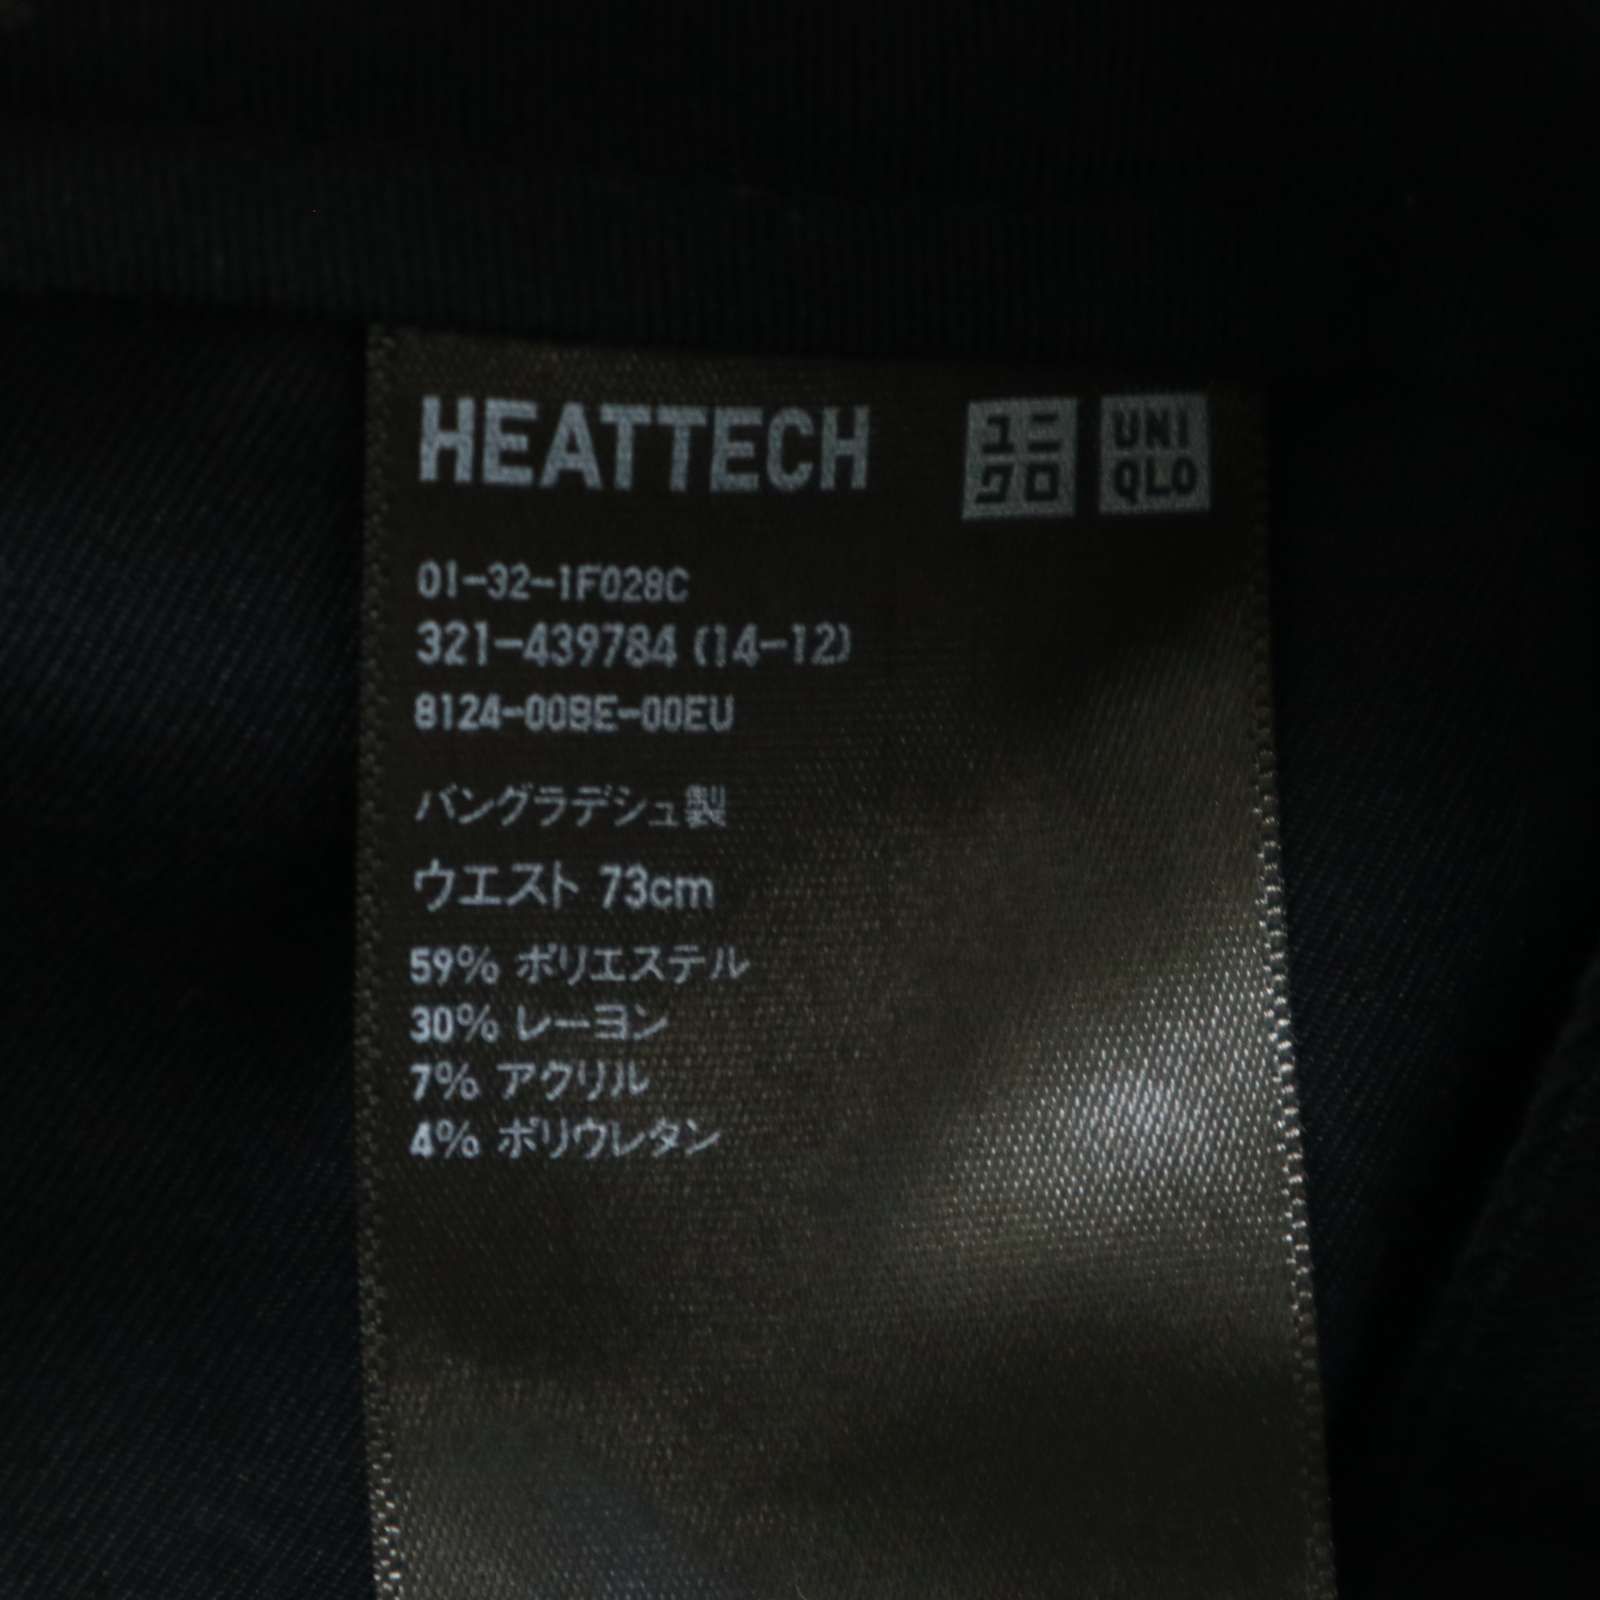 HEATTECH ユニクロ UNIQLO
01-32-1F028C
321-439784 (14-12)
8124-00BE-00EU
バングラデシュ製
ウエスト 73cm
59% ポリエステル
30% レーヨン
7% アクリル
4% ポリウレタン